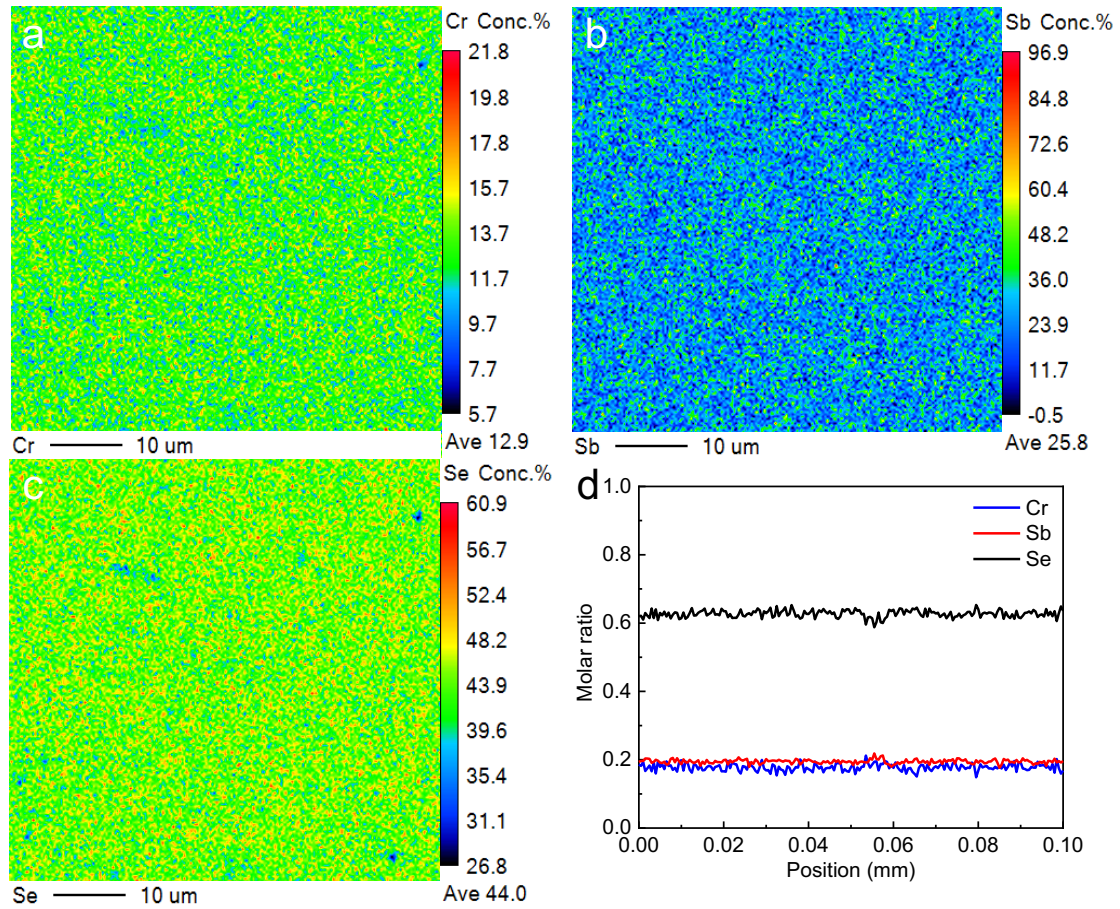 a
Cr Conc.%
21.8
19.8
17.8
15.7
13.7
11.7
9.7
7.7
5.7
Cr 10 um Ave 12.9
b
Sb Conc.%
96.9
84.8
72.6
60.4
48.2
36.0
23.9
11.7
-0.5
Sb 10 um Ave 25.8
c
Se Conc.%
60.9
56.7
52.4
48.2
43.9
39.6
35.4
31.1
26.8
Se 10 um Ave 44.0
d
1.0
0.8
0.6
0.4
0.2
0.0
Molar ratio
Cr
Sb
Se
0.00 0.02 0.04 0.06 0.08 0.10
Position (mm)